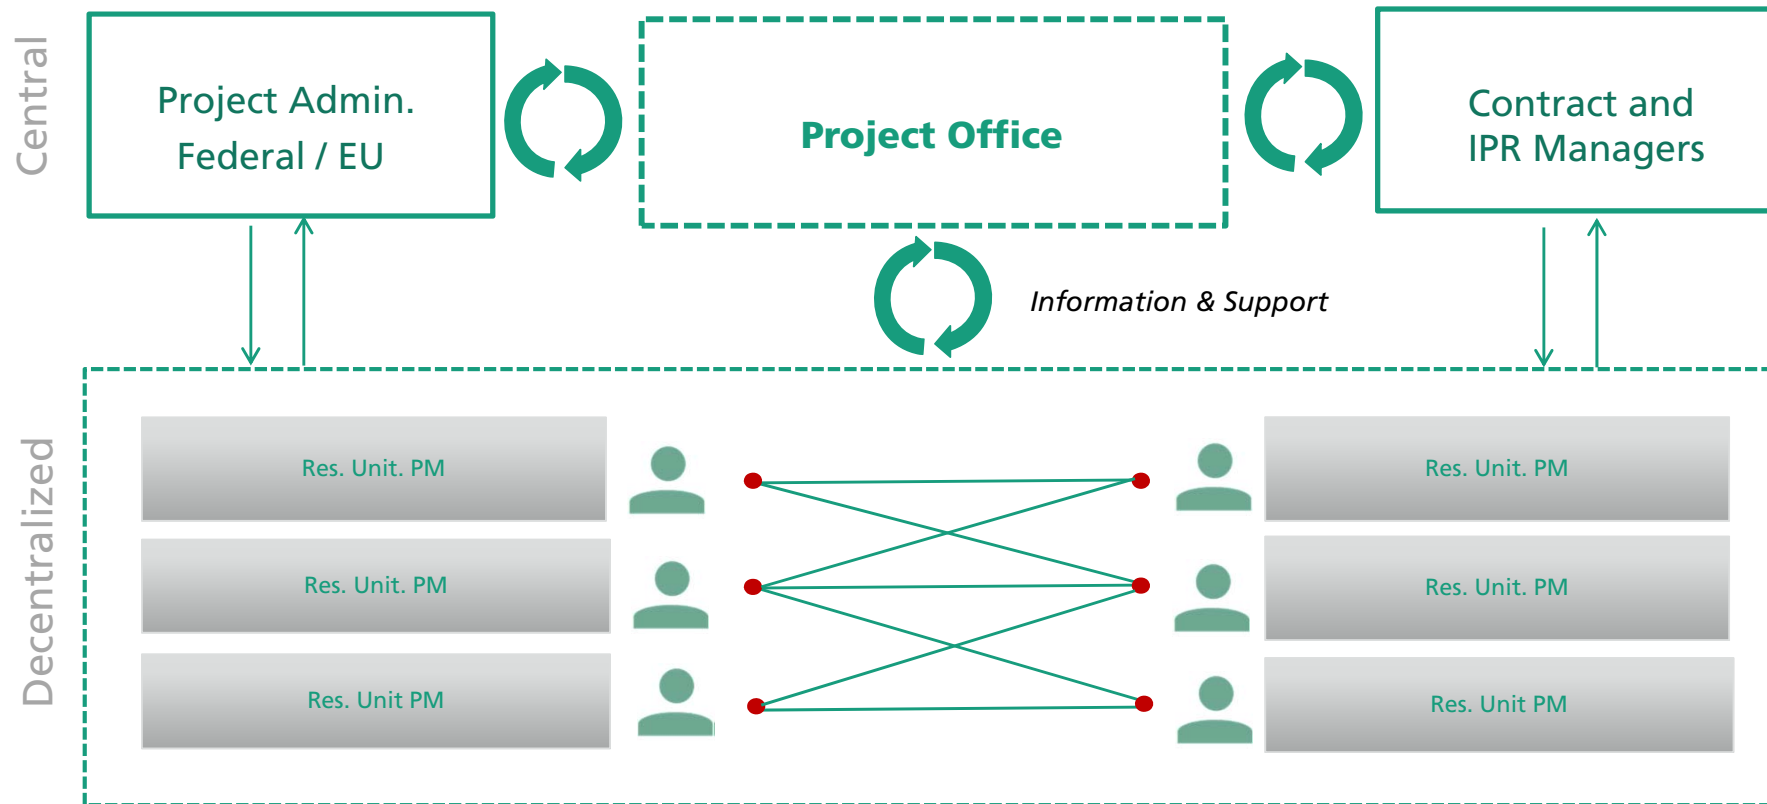 Central
Project Admin.
Federal / EU
Project Office
Contract and
IPR Managers
Information & Support
Decentralized
Res. Unit. PM
Res. Unit. PM
Res. Unit. PM
Res. Unit. PM
Res. Unit PM
Res. Unit PM